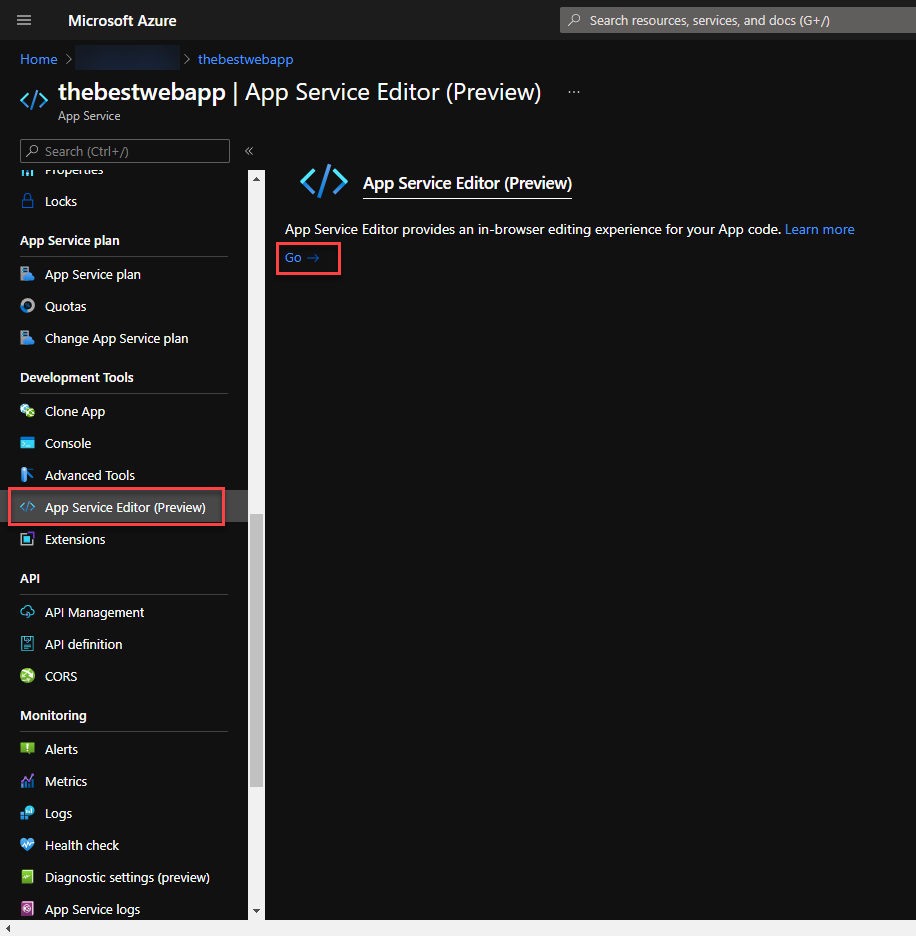 Microsoft Azure
Search resources, services, and docs (G+/)
Home > > thebestwebapp
thebestwebapp | App Service Editor (Preview) ...
App Service
Search (Ctrl+/) «
Properties
Locks
App Service plan
App Service plan
Quotas
Change App Service plan
Development Tools
Clone App
Console
Advanced Tools
App Service Editor (Preview)
Extensions
API
API Management
API definition
CORS
Monitoring
Alerts
Metrics
Logs
Health check
Diagnostic settings (preview)
App Service logs
App Service Editor (Preview)
App Service Editor provides an in-browser editing experience for your App code. Learn more
Go →